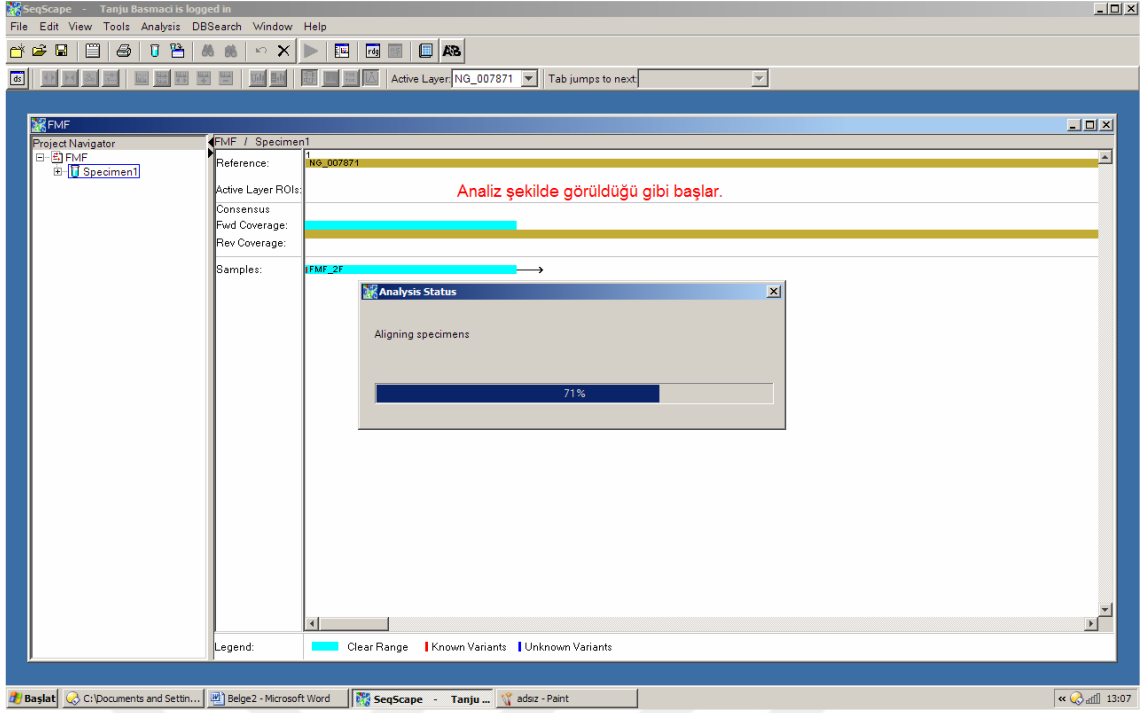 SeqScape - Tanju Basmaci is logged in
File Edit View Tools Analysis DBSearch Window Help
Active Layer: NG_007871 Tab jumps to next:
FMF
Project Navigator
FMF
Specimen1
FMF / Specimen1
1
Reference: NG_007871
Active Layer ROIs:
Analiz şekilde görüldüğü gibi başlar.
Consensus
Fwd Coverage:
Rev Coverage:
Samples: FMF_2F
Analysis Status
Aligning specimens
71%
Legend: Clear Range Known Variants Unknown Variants
Başlat C:\Documents and Settin... Belge2 - Microsoft Word SeqScape - Tanju ... adsız - Paint 13:07